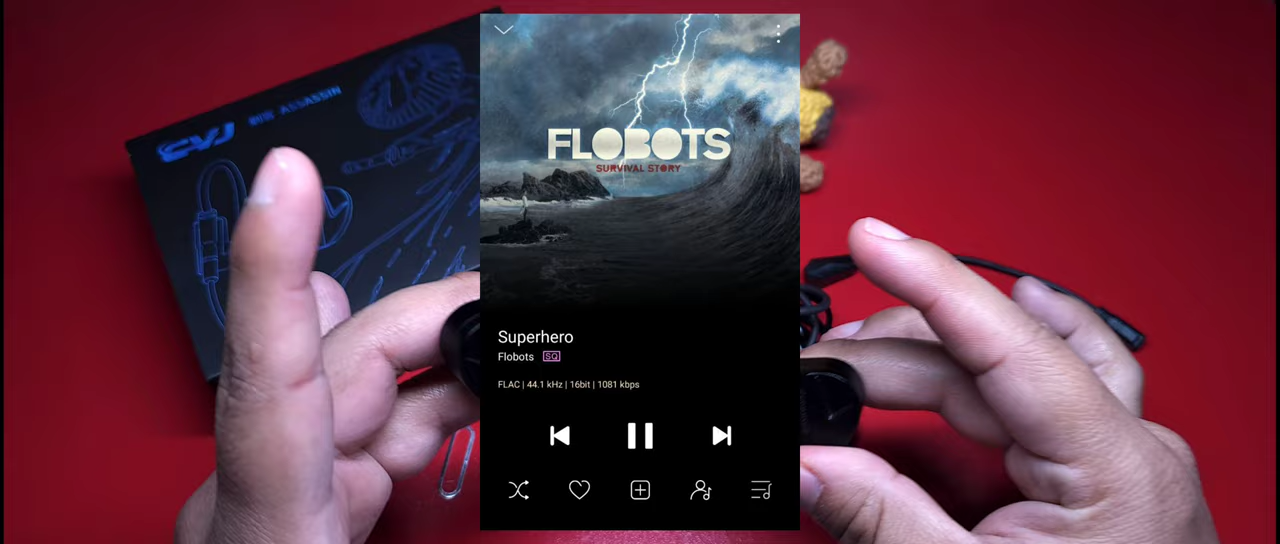 CVJ
ASSASSIN
FLOBOTS
SURVIVAL STORY
Superhero
Flobots SQ
FLAC | 44.1 kHz | 16bit | 1081 kbps